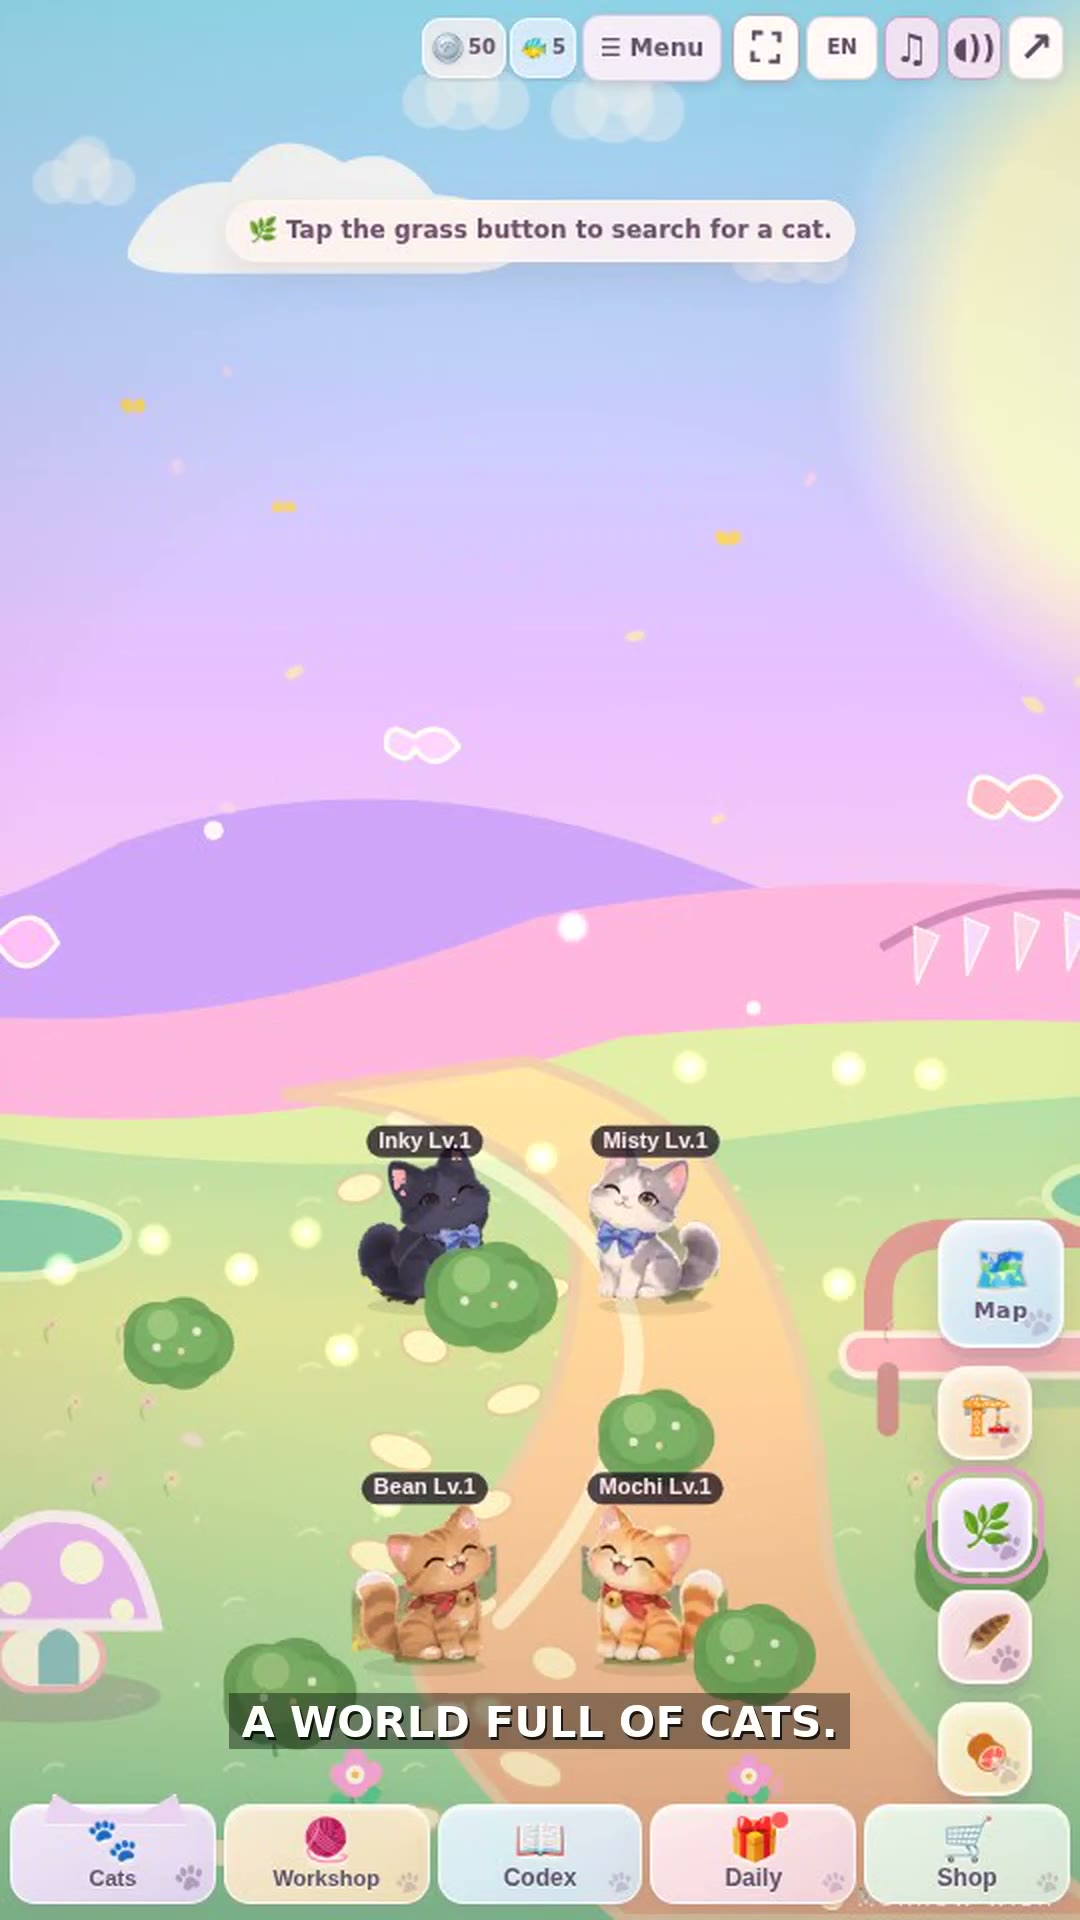 50
5
☰ Menu
EN
Tap the grass button to search for a cat.
Inky Lv.1
Misty Lv.1
Map
Bean Lv.1
Mochi Lv.1
A WORLD FULL OF CATS.
Cats
Workshop
Codex
Daily
Shop